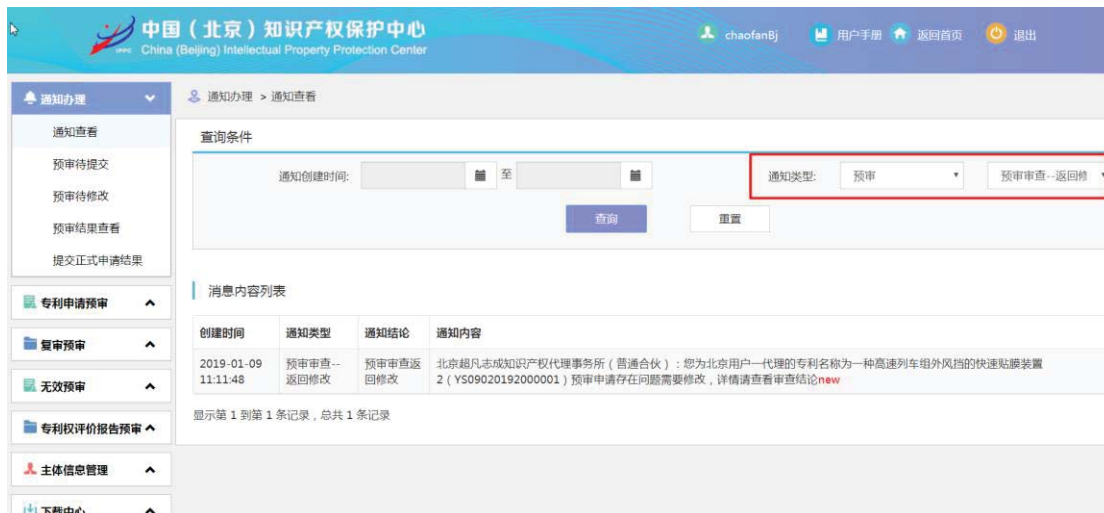 中国（北京）知识产权保护中心
China (Beijing) Intellectual Property Protection Center
chaofanBj 用户手册 返回首页 退出
通知办理
通知查看
预审待提交
预审待修改
预审结果查看
提交正式申请结果
专利申请预审
复审预审
无效预审
专利权评价报告预审
主体信息管理
下载中心
通知办理 > 通知查看
查询条件
通知创建时间: 至 通知类型: 预审 预审审查--返回修
查询 重置
消息内容列表
创建时间 通知类型 通知结论 通知内容
2019-01-09 11:11:48 预审审查--返回修改 预审审查返回修改 北京超凡志成知识产权代理事务所（普通合伙）：您为北京用户一代理的专利名称为一种高速列车组外风挡的快速贴膜装置
2（YS09020192000001）预审申请存在问题需要修改，详情请查看审查结论new
显示第 1 到第 1 条记录，总共 1 条记录